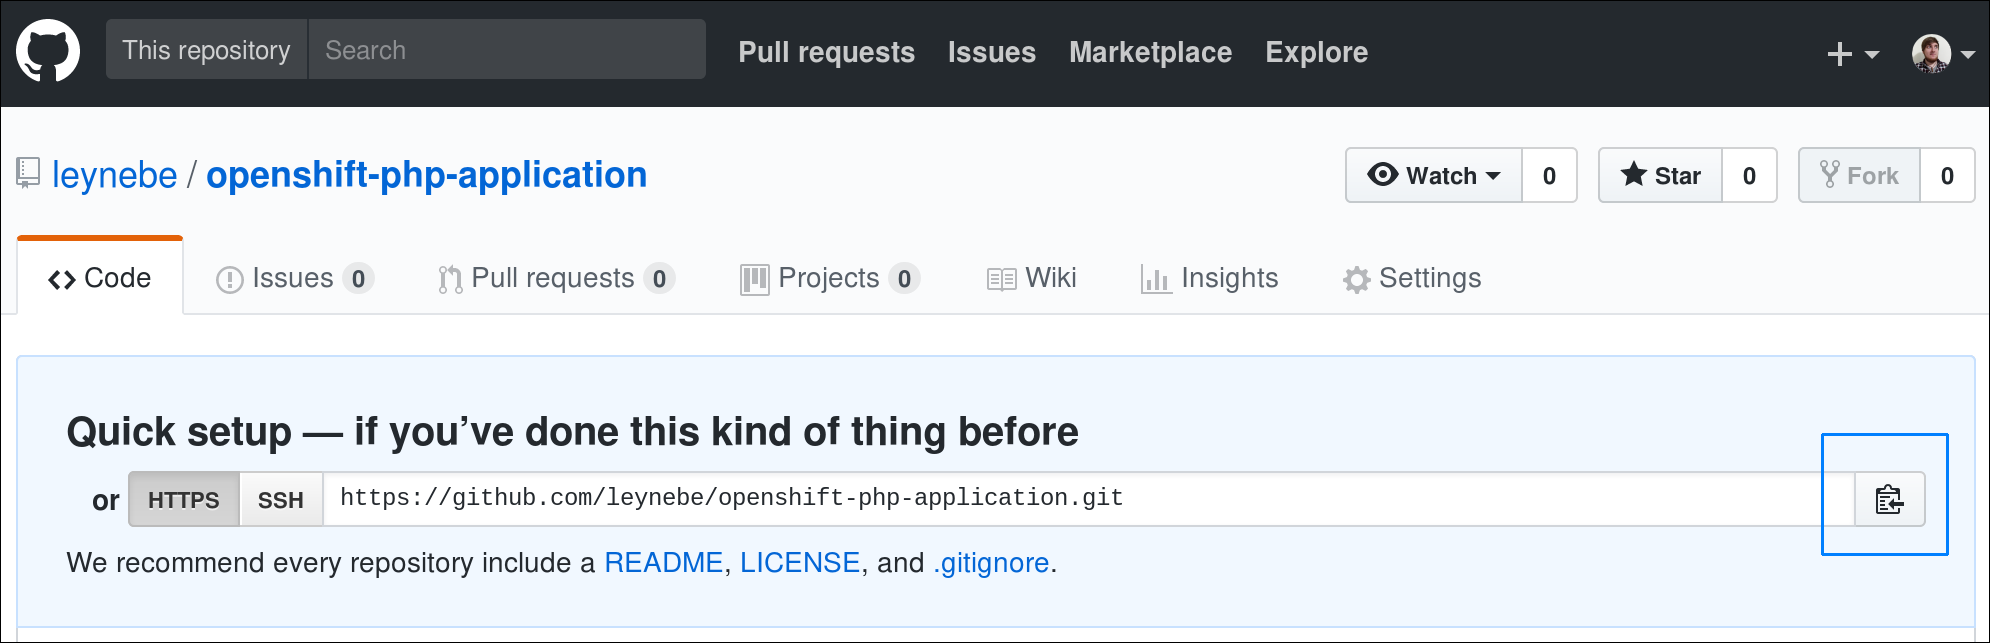 This repository Search Pull requests Issues Marketplace Explore
leynebe / openshift-php-application Watch 0 Star 0 Fork 0
Code Issues 0 Pull requests 0 Projects 0 Wiki Insights Settings
Quick setup — if you’ve done this kind of thing before
or HTTPS SSH https://github.com/leynebe/openshift-php-application.git
We recommend every repository include a README, LICENSE, and .gitignore.